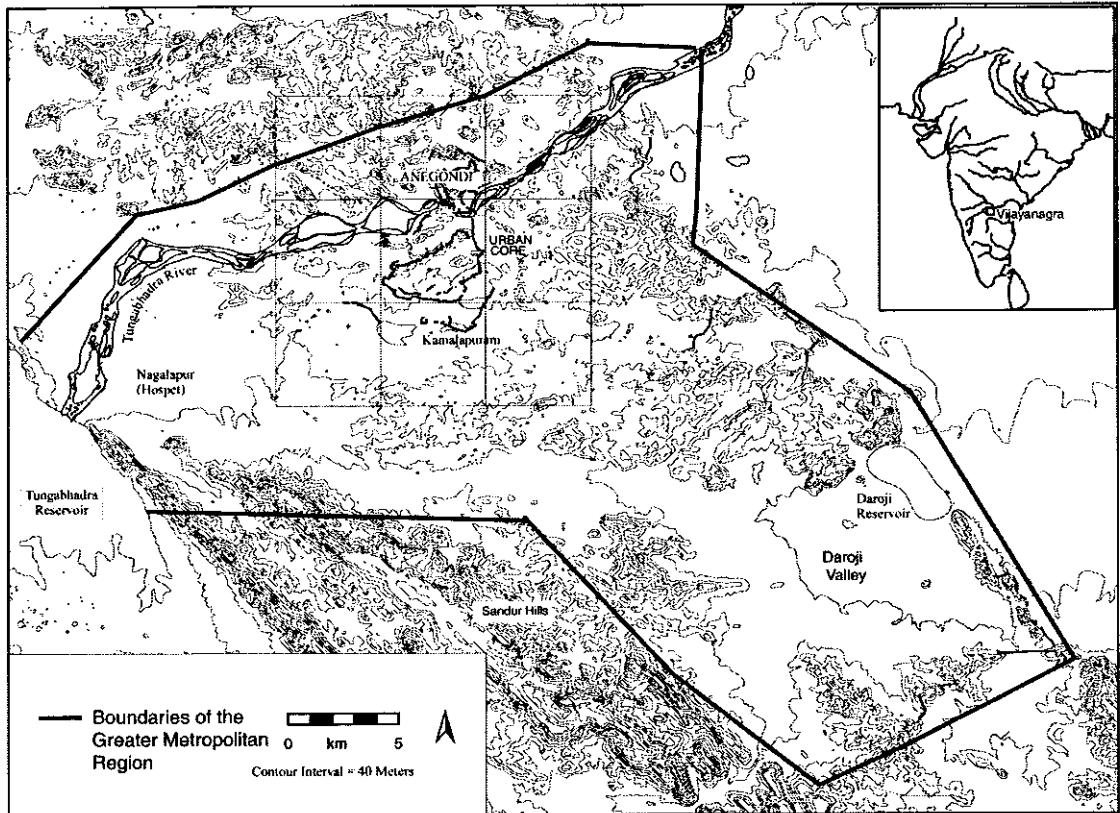 Vijayanagra
ANEGONDI
URBAN
CORE
Tungabhadra River
Kamalapuram
Nagalapur
(Hospet)
Tungabhadra
Reservoir
Daroji
Reservoir
Daroji
Valley
Sandur Hills
Boundaries of the
Greater Metropolitan
Region
0 km 5
Contour Interval = 40 Meters